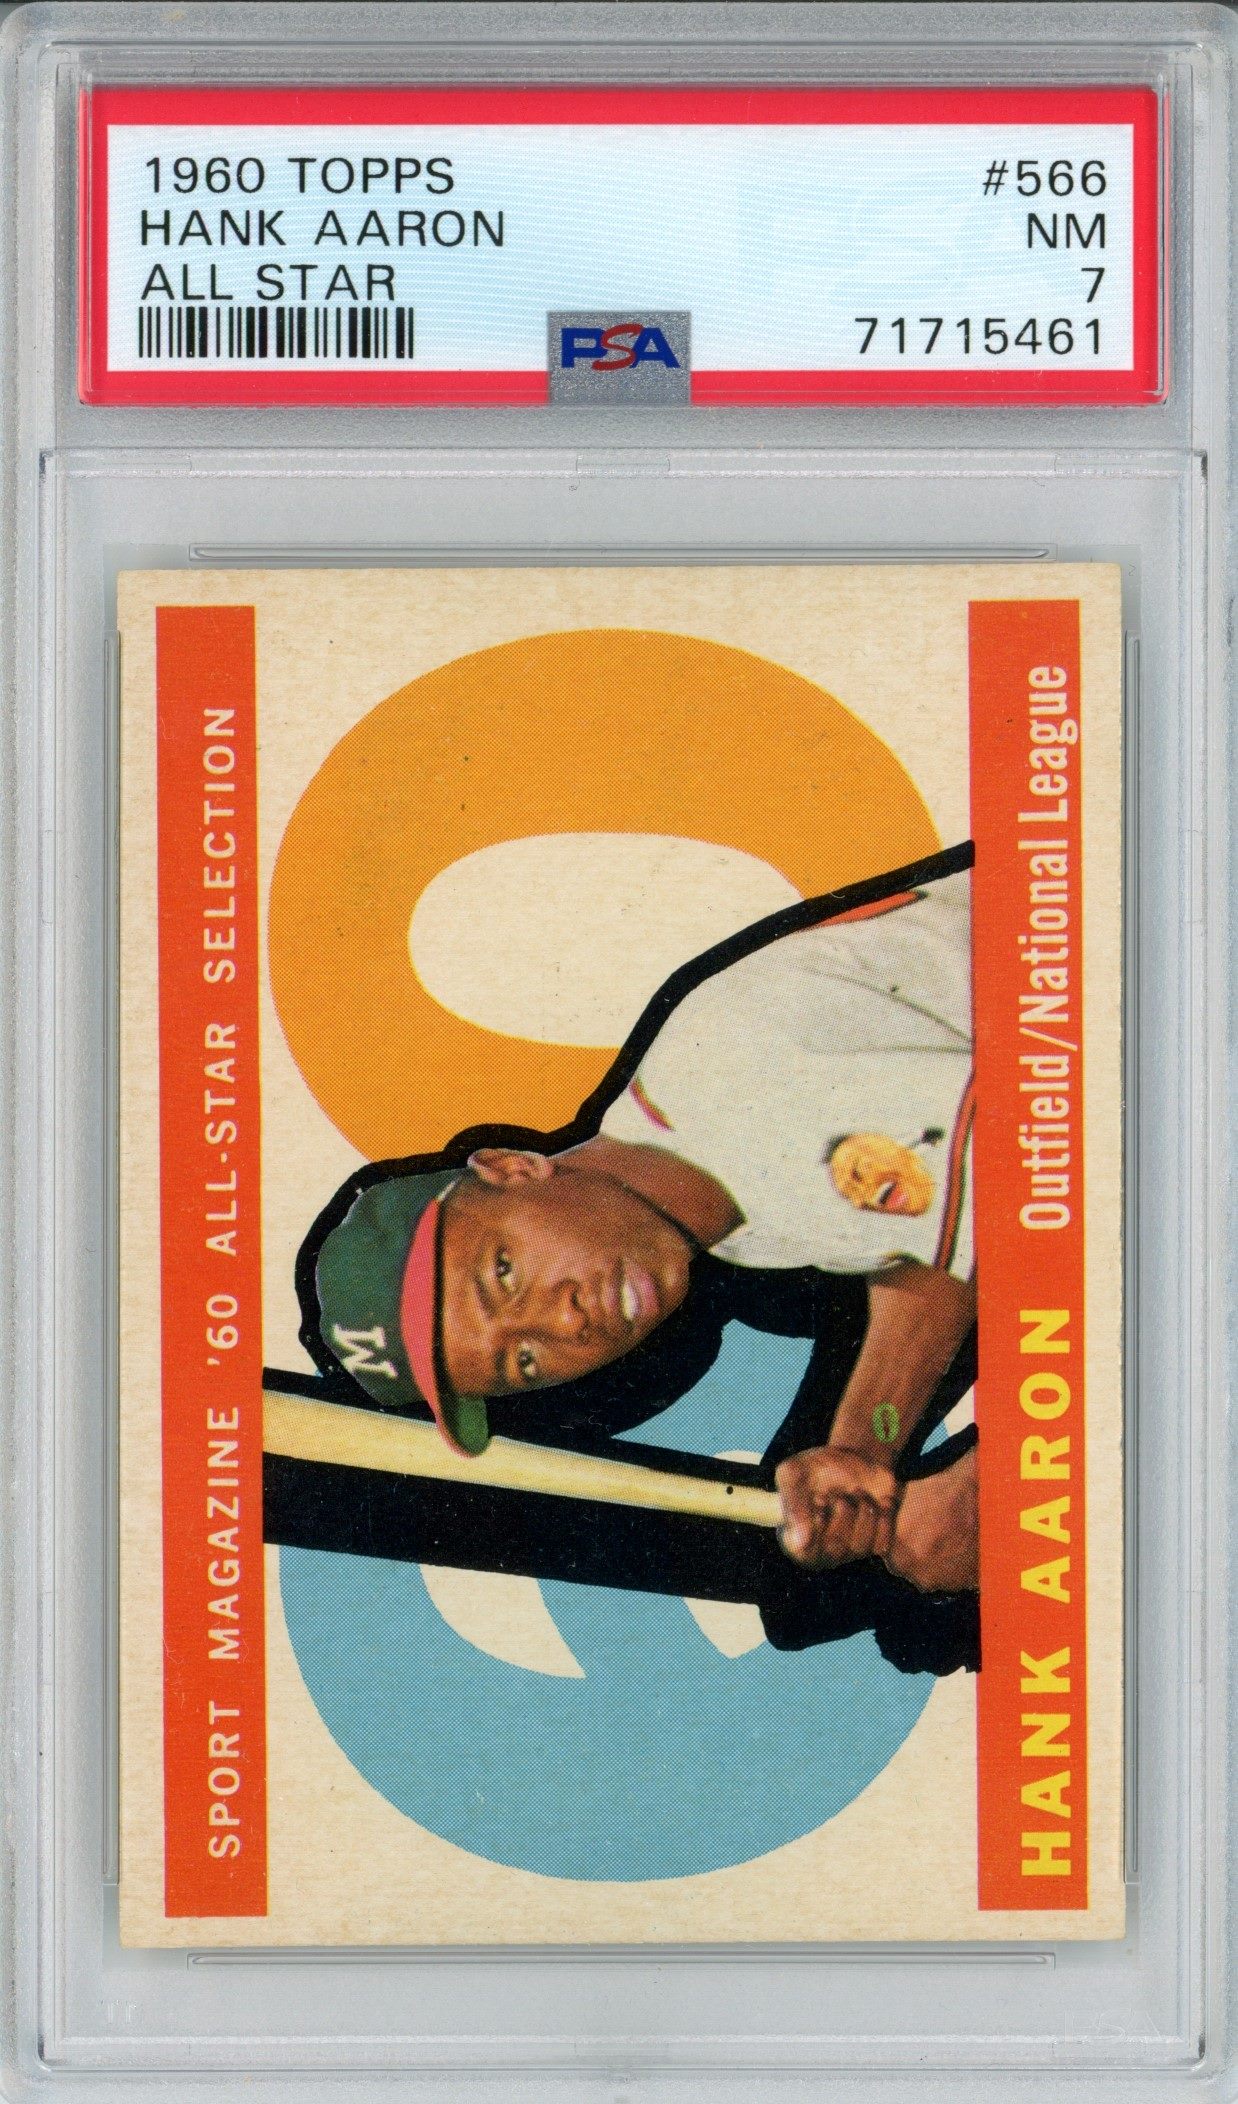 1960 TOPPS
HANK AARON
ALL STAR
#566
NM
7
71715461
PSA
SPORT MAGAZINE '60 ALL-STAR SELECTION
M
HANK AARON Outfield/National League
PSA